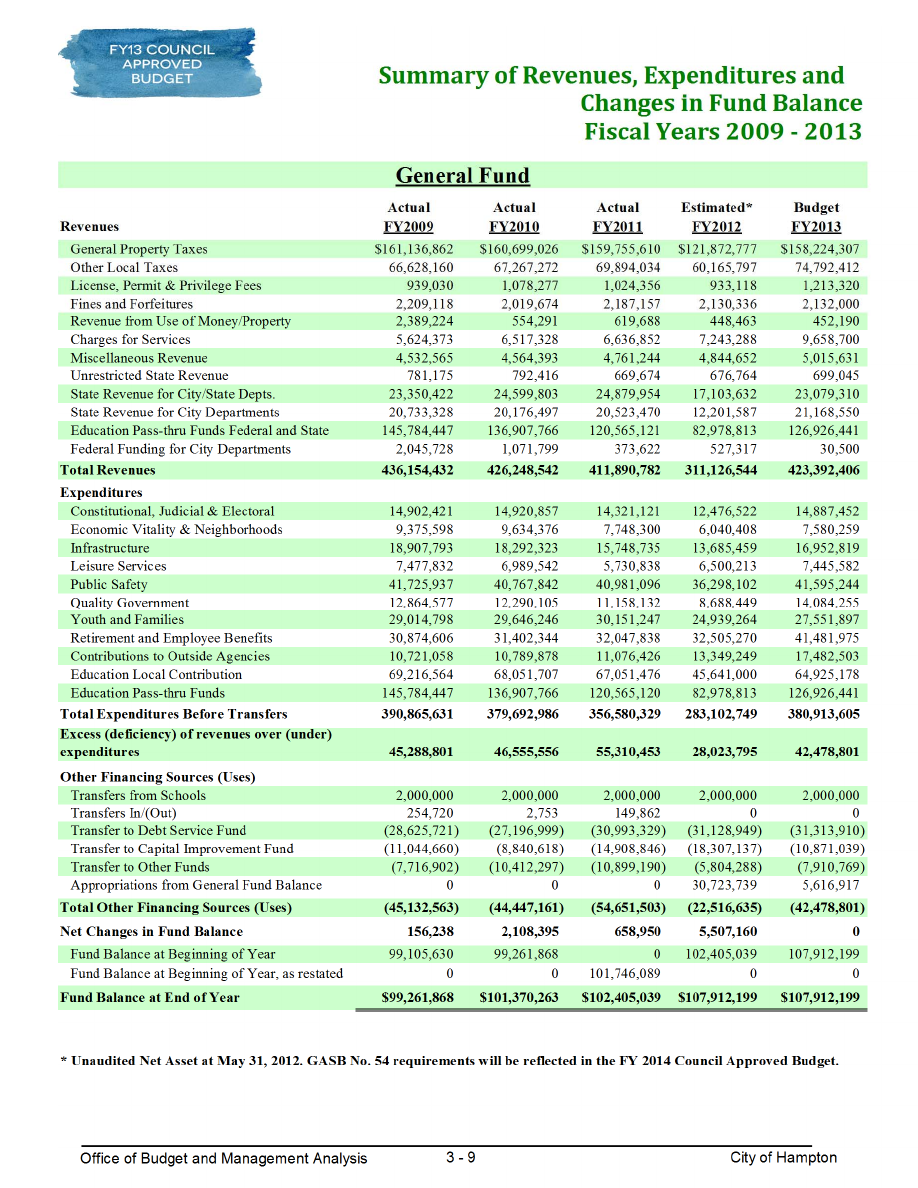 FY13 COUNCIL
APPROVED
BUDGET
Summary of Revenues, Expenditures and
Changes in Fund Balance
Fiscal Years 2009 - 2013
General Fund
Actual Actual Actual Estimated* Budget
Revenues FY2009 FY2010 FY2011 FY2012 FY2013
General Property Taxes $161,136,862 $160,699,026 $159,755,610 $121,872,777 $158,224,307
Other Local Taxes 66,628,160 67,267,272 69,894,034 60,165,797 74,792,412
License, Permit & Privilege Fees 939,030 1,078,277 1,024,356 933,118 1,213,320
Fines and Forfeitures 2,209,118 2,019,674 2,187,157 2,130,336 2,132,000
Revenue from Use of Money/Property 2,389,224 554,291 619,688 448,463 452,190
Charges for Services 5,624,373 6,517,328 6,636,852 7,243,288 9,658,700
Miscellaneous Revenue 4,532,565 4,564,393 4,761,244 4,844,652 5,015,631
Unrestricted State Revenue 781,175 792,416 669,674 676,764 699,045
State Revenue for City/State Depts. 23,350,422 24,599,803 24,879,954 17,103,632 23,079,310
State Revenue for City Departments 20,733,328 20,176,497 20,523,470 12,201,587 21,168,550
Education Pass-thru Funds Federal and State 145,784,447 136,907,766 120,565,121 82,978,813 126,926,441
Federal Funding for City Departments 2,045,728 1,071,799 373,622 527,317 30,500
Total Revenues 436,154,432 426,248,542 411,890,782 311,126,544 423,392,406
Expenditures
Constitutional, Judicial & Electoral 14,902,421 14,920,857 14,321,121 12,476,522 14,887,452
Economic Vitality & Neighborhoods 9,375,598 9,634,376 7,748,300 6,040,408 7,580,259
Infrastructure 18,907,793 18,292,323 15,748,735 13,685,459 16,952,819
Leisure Services 7,477,832 6,989,542 5,730,838 6,500,213 7,445,582
Public Safety 41,725,937 40,767,842 40,981,096 36,298,102 41,595,244
Quality Government 12,864,577 12,290,105 11,158,132 8,688,449 14,084,255
Youth and Families 29,014,798 29,646,246 30,151,247 24,939,264 27,551,897
Retirement and Employee Benefits 30,874,606 31,402,344 32,047,838 32,505,270 41,481,975
Contributions to Outside Agencies 10,721,058 10,789,878 11,076,426 13,349,249 17,482,503
Education Local Contribution 69,216,564 68,051,707 67,051,476 45,641,000 64,925,178
Education Pass-thru Funds 145,784,447 136,907,766 120,565,120 82,978,813 126,926,441
Total Expenditures Before Transfers 390,865,631 379,692,986 356,580,329 283,102,749 380,913,605
Excess (deficiency) of revenues over (under)
expenditures 45,288,801 46,555,556 55,310,453 28,023,795 42,478,801
Other Financing Sources (Uses)
Transfers from Schools 2,000,000 2,000,000 2,000,000 2,000,000 2,000,000
Transfers In/(Out) 254,720 2,753 149,862 0 0
Transfer to Debt Service Fund (28,625,721) (27,196,999) (30,993,329) (31,128,949) (31,313,910)
Transfer to Capital Improvement Fund (11,044,660) (8,840,618) (14,908,846) (18,307,137) (10,871,039)
Transfer to Other Funds (7,716,902) (10,412,297) (10,899,190) (5,804,288) (7,910,769)
Appropriations from General Fund Balance 0 0 0 30,723,739 5,616,917
Total Other Financing Sources (Uses) (45,132,563) (44,447,161) (54,651,503) (22,516,635) (42,478,801)
Net Changes in Fund Balance 156,238 2,108,395 658,950 5,507,160 0
Fund Balance at Beginning of Year 99,105,630 99,261,868 0 102,405,039 107,912,199
Fund Balance at Beginning of Year, as restated 0 0 101,746,089 0 0
Fund Balance at End of Year $99,261,868 $101,370,263 $102,405,039 $107,912,199 $107,912,199
* Unaudited Net Asset at May 31, 2012. GASB No. 54 requirements will be reflected in the FY 2014 Council Approved Budget.
Office of Budget and Management Analysis 3 - 9 City of Hampton